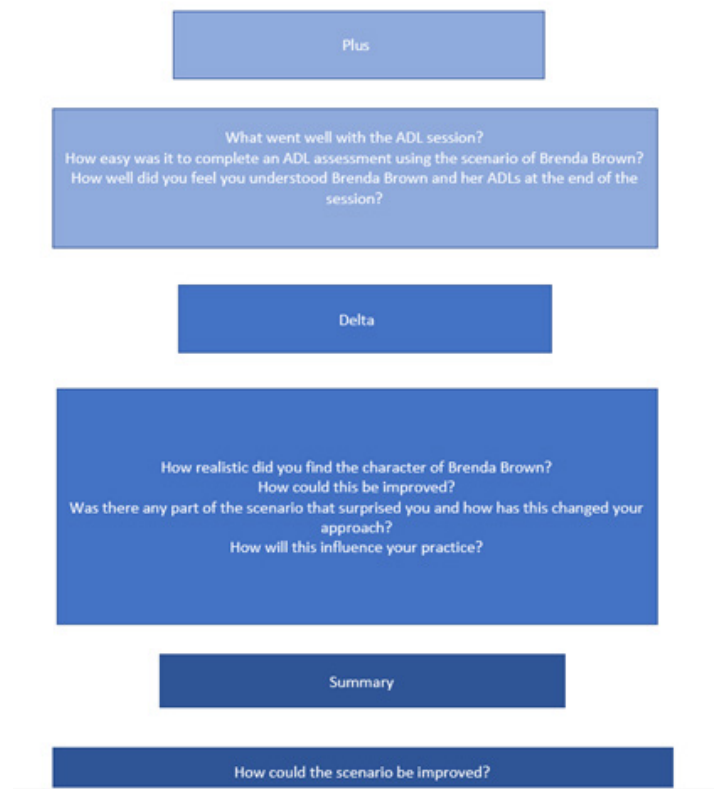 Plus
What went well with the ADL session?
How easy was it to complete an ADL assessment using the scenario of Brenda Brown?
How well did you feel you understood Brenda Brown and her ADLs at the end of the
session?
Delta
How realistic did you find the character of Brenda Brown?
How could this be improved?
Was there any part of the scenario that surprised you and how has this changed your
approach?
How will this influence your practice?
Summary
How could the scenario be improved?